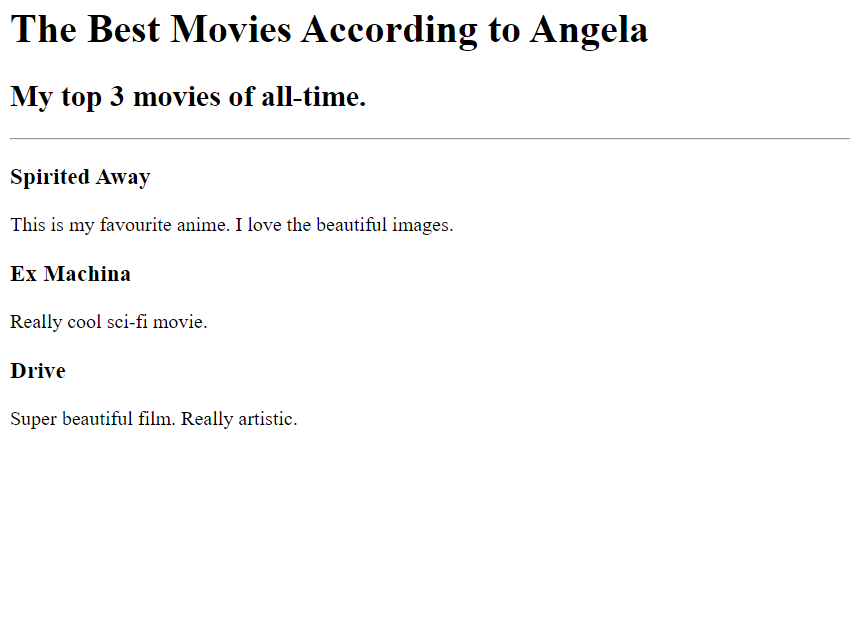 The Best Movies According to Angela
My top 3 movies of all-time.
Spirited Away
This is my favourite anime. I love the beautiful images.
Ex Machina
Really cool sci-fi movie.
Drive
Super beautiful film. Really artistic.